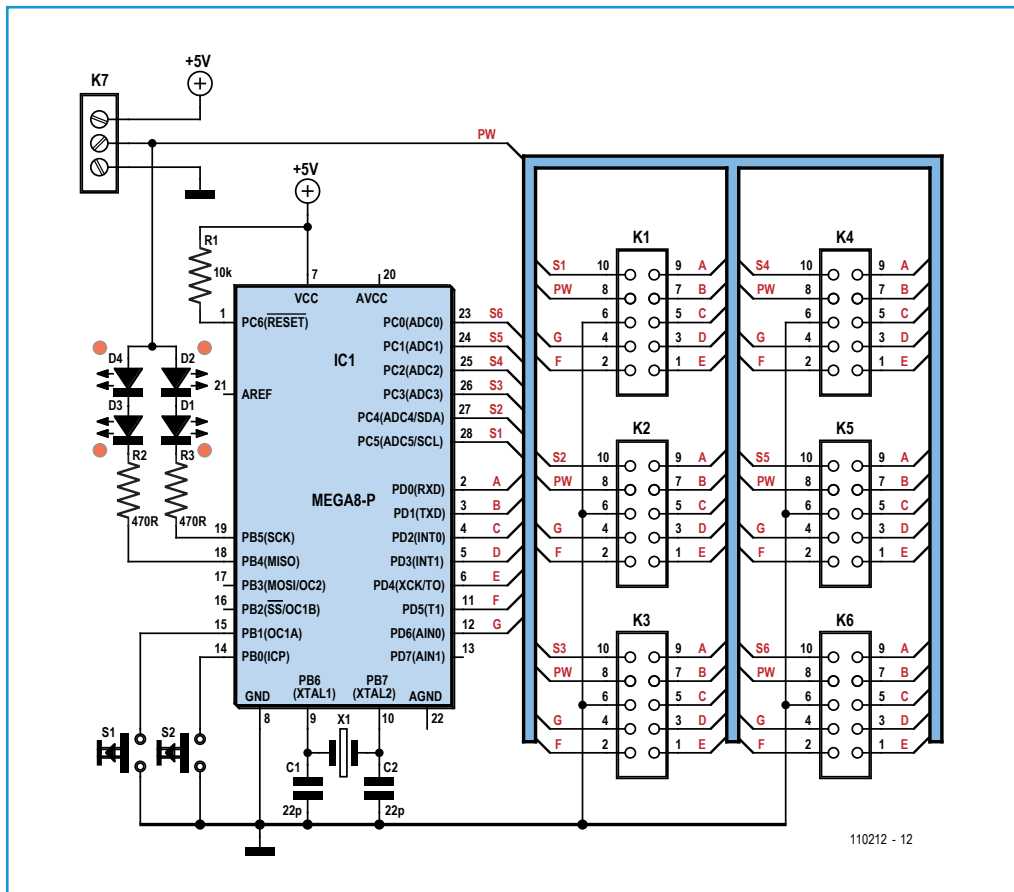 K7
+5V
PW
+5V
R1
10k
7
20
VCC
AVCC
1
PC6(RESET)
IC1
21
AREF
MEGA8-P
PC0(ADC0)
23
S6
PC1(ADC1)
24
S5
PC2(ADC2)
25
S4
PC3(ADC3)
26
S3
PC4(ADC4/SDA)
27
S2
PC5(ADC5/SCL)
28
S1
PD0(RXD)
2
A
PD1(TXD)
3
B
PD2(INT0)
4
C
PD3(INT1)
5
D
PD4(XCK/TO)
6
E
PD5(T1)
11
F
PD6(AIN0)
12
G
PD7(AIN1)
13
D4
D2
D3
D1
R2
R3
470R
470R
19
PB5(SCK)
18
PB4(MISO)
17
PB3(MOSI/OC2)
16
PB2(SS/OC1B)
15
PB1(OC1A)
14
PB0(ICP)
GND
PB6
(XTAL1)
PB7
(XTAL2)
AGND
8
9
10
22
X1
S1
S2
C1
C2
22p
22p
K1
S1 10 9 A
PW 8 7 B
6 5 C
G 4 3 D
F 2 1 E
K2
S2 10 9 A
PW 8 7 B
6 5 C
G 4 3 D
F 2 1 E
K3
S3 10 9 A
PW 8 7 B
6 5 C
G 4 3 D
F 2 1 E
K4
S4 10 9 A
PW 8 7 B
6 5 C
G 4 3 D
F 2 1 E
K5
S5 10 9 A
PW 8 7 B
6 5 C
G 4 3 D
F 2 1 E
K6
S6 10 9 A
PW 8 7 B
6 5 C
G 4 3 D
F 2 1 E
110212 - 12